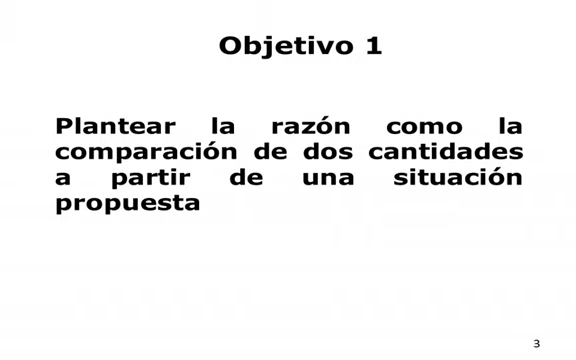 Objetivo 1
Plantear la razón como la
comparación de dos cantidades
a partir de una situación
propuesta
3